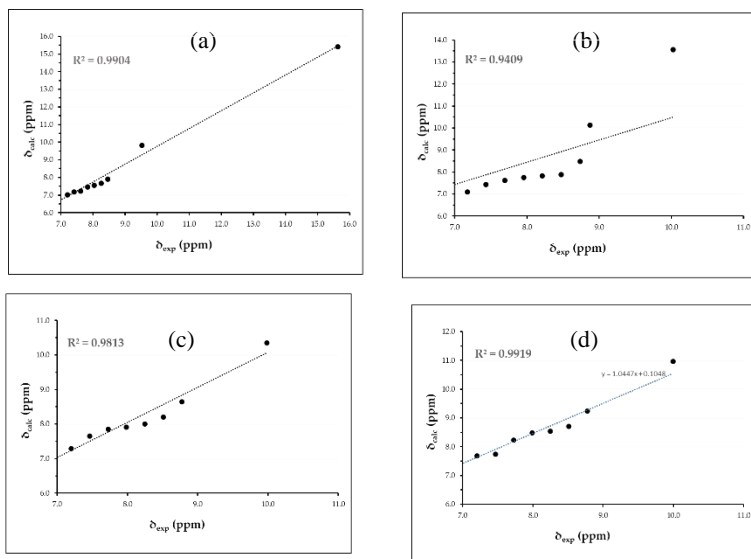 (a)
R² = 0.9904
16.0
15.0
14.0
13.0
12.0
11.0
10.0
9.0
8.0
7.0
6.0
δcalc (ppm)
7.0 8.0 9.0 10.0 11.0 12.0 13.0 14.0 15.0 16.0
δexp (ppm)
(b)
R² = 0.9409
14.0
13.0
12.0
11.0
10.0
9.0
8.0
7.0
6.0
δcalc (ppm)
7.0 8.0 9.0 10.0 11.0
δexp (ppm)
(c)
R² = 0.9813
11.0
10.0
9.0
8.0
7.0
6.0
δcalc (ppm)
7.0 8.0 9.0 10.0 11.0
δexp (ppm)
(d)
R² = 0.9919
y = 1.0447x + 0.1048
12.0
11.0
10.0
9.0
8.0
7.0
6.0
δcalc (ppm)
7.0 8.0 9.0 10.0 11.0
δexp (ppm)